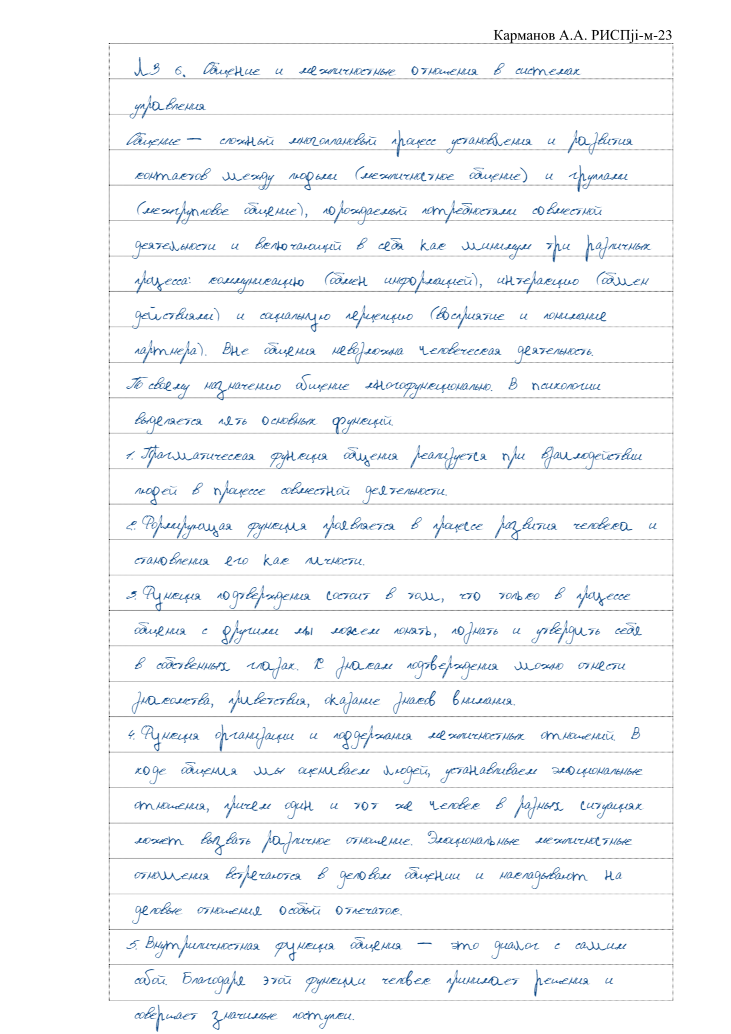 Карманов А.А. РИСПji-м-23
ЛЗ 6. Общение и межличностные отношения в системах
управления
Общение — сложный многоплановый процесс установления и развития
контактов между людьми (межличностное общение) и группами
(межгрупповое общение), порождаемый потребностями совместной
деятельности и включающий в себя как минимум три различных
процесса: коммуникацию (обмен информацией), интеракцию (обмен
действиями) и социальную перцепцию (восприятие и понимание
партнера). Вне общения невозможна человеческая деятельность.
По своему назначению общение многофункционально. В психологии
выделяется пять основных функций.
1. Прагматическая функция общения реализуется при взаимодействии
людей в процессе совместной деятельности.
2. Формирующая функция проявляется в процессе развития человека и
становления его как личности.
3. Функция подтверждения состоит в том, что только в процессе
общения с другими мы можем понять, познать и утвердить себя
в собственных глазах. К знакам подтверждения можно отнести
знакомства, приветствия, оказание знаков внимания.
4. Функция организации и поддержания межличностных отношений. В
ходе общения мы оцениваем людей, устанавливаем эмоциональные
отношения, причем один и тот же человек в разных ситуациях
может вызвать различное отношение. Эмоциональные межличностные
отношения встречаются в деловом общении и накладывают на
деловые отношения особый отпечаток.
5. Внутриличностная функция общения — это диалог с самим
собой. Благодаря этой функции человек принимает решения и
совершает значимые поступки.